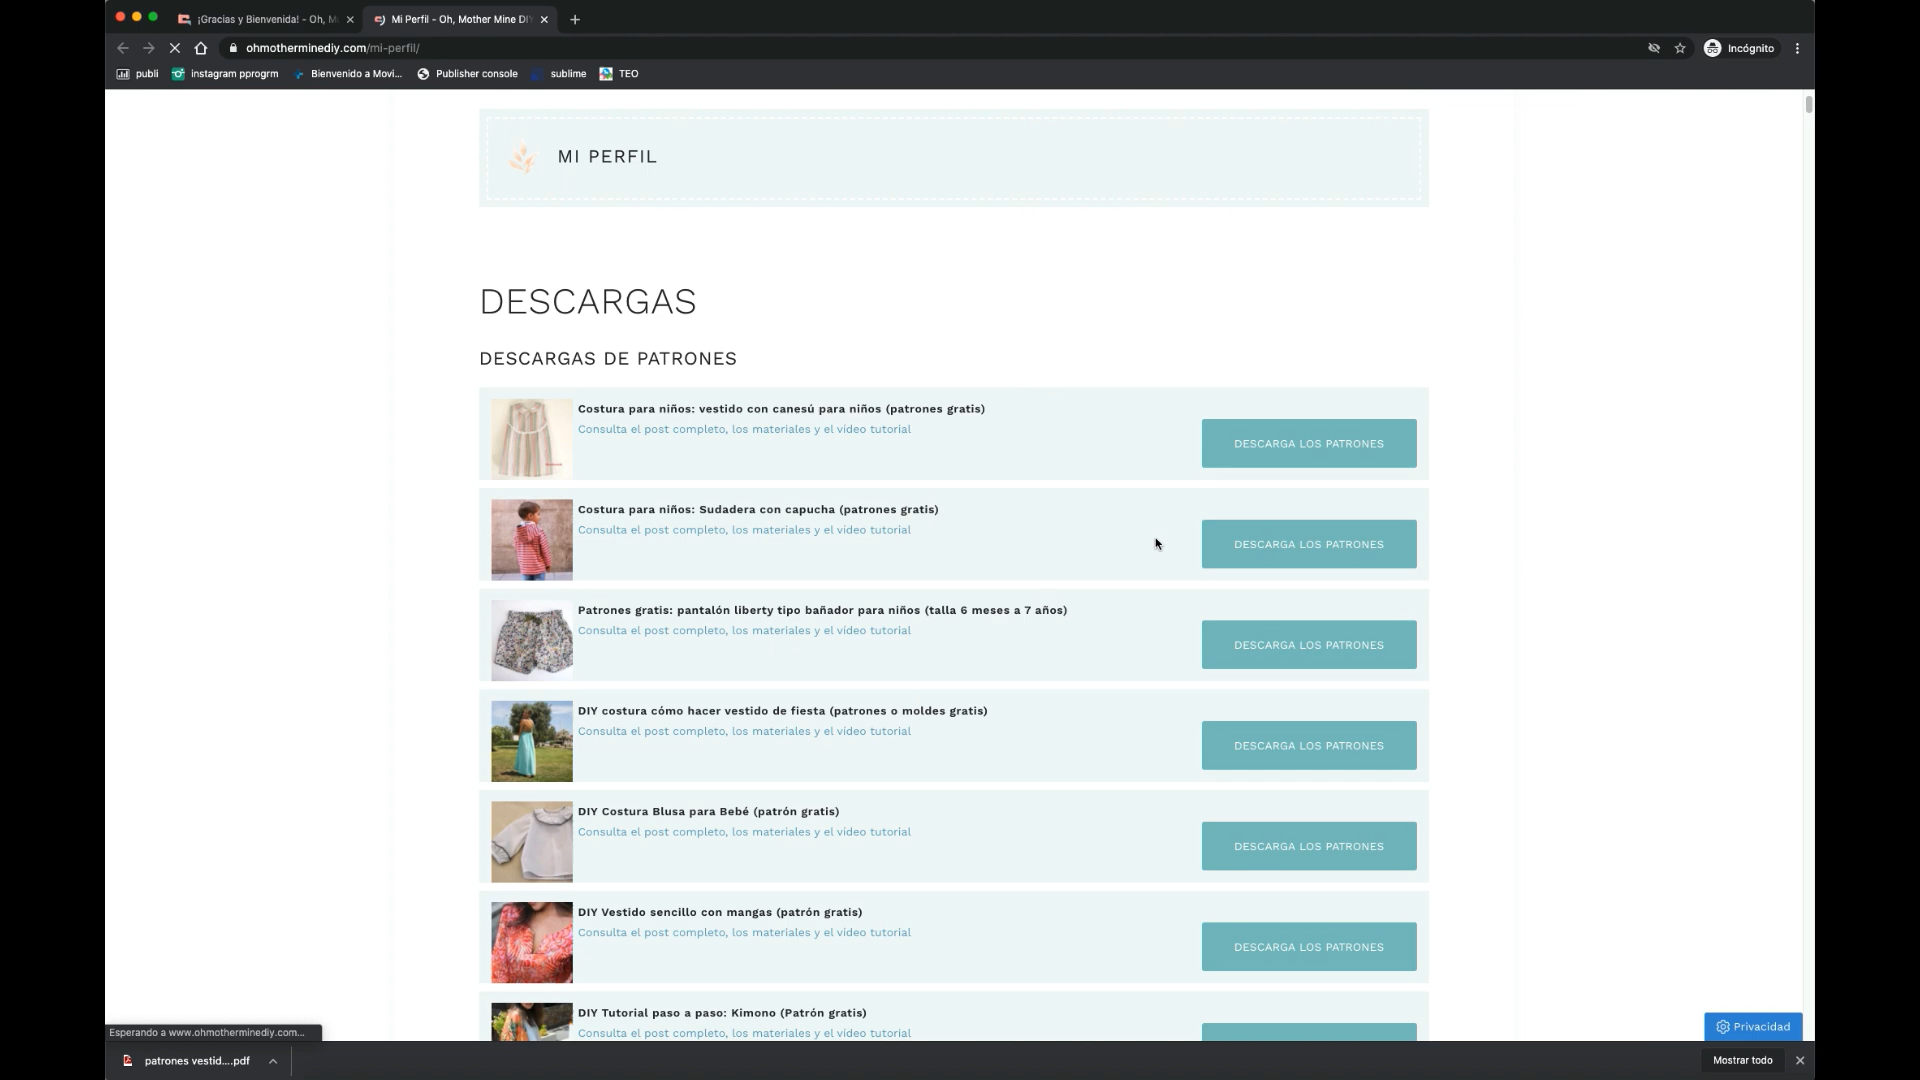 ¡Gracias y Bienvenida! - Oh, M
Mi Perfil - Oh, Mother Mine DI
ohmotherminediy.com/mi-perfil/
Incógnito
publi
instagram pprogrm
Bienvenido a Movi...
Publisher console
sublime
TEO
MI PERFIL
DESCARGAS
DESCARGAS DE PATRONES
Costura para niños: vestido con canesú para niños (patrones gratis)
Consulta el post completo, los materiales y el vídeo tutorial
DESCARGA LOS PATRONES
Costura para niños: Sudadera con capucha (patrones gratis)
Consulta el post completo, los materiales y el vídeo tutorial
DESCARGA LOS PATRONES
Patrones gratis: pantalón liberty tipo bañador para niños (talla 6 meses a 7 años)
Consulta el post completo, los materiales y el vídeo tutorial
DESCARGA LOS PATRONES
DIY costura cómo hacer vestido de fiesta (patrones o moldes gratis)
Consulta el post completo, los materiales y el vídeo tutorial
DESCARGA LOS PATRONES
DIY Costura Blusa para Bebé (patrón gratis)
Consulta el post completo, los materiales y el vídeo tutorial
DESCARGA LOS PATRONES
DIY Vestido sencillo con mangas (patrón gratis)
Consulta el post completo, los materiales y el vídeo tutorial
DESCARGA LOS PATRONES
DIY Tutorial paso a paso: Kimono (Patrón gratis)
Consulta el post completo, los materiales y el vídeo tutorial
Privacidad
Esperando a www.ohmotherminediy.com...
patrones vestid....pdf
Mostrar todo